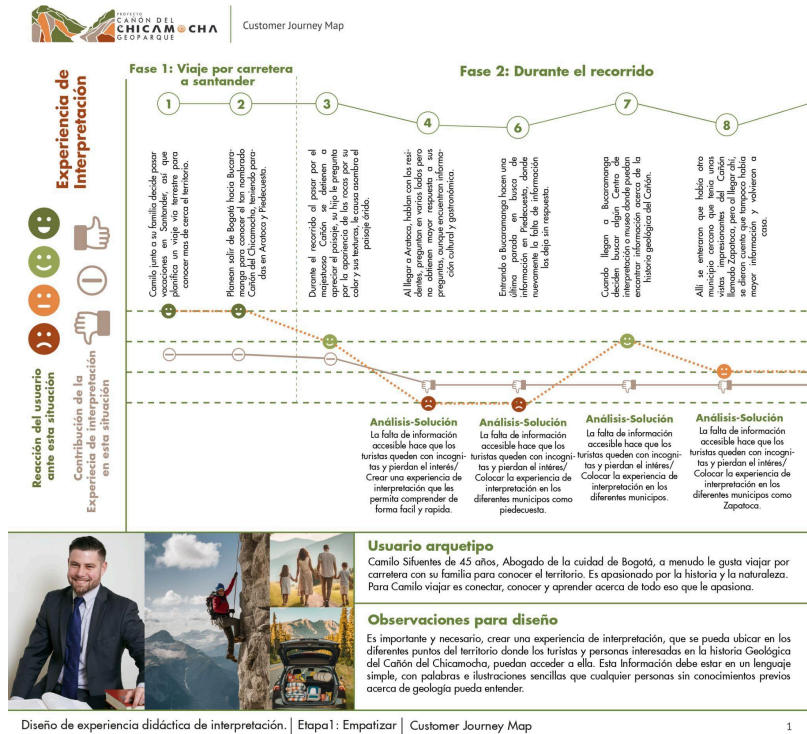 PROYECTO
CAÑÓN DEL
CHICAMOCHA
GEOPARQUE
Customer Journey Map
Experiencia de
Interpretación
Fase 1: Viaje por carretera
a santander
Fase 2: Durante el recorrido
1
2
3
4
6
7
8
Camilo junto a su familia decide pasar
vacaciones en Santander, así que
planifica un viaje vía terrestre para
conocer mas de cerca el territorio.
Planean salir de Bogotá hacia Bucara-
manga para conocer el tan nombrado
Cañón del Chicamocha, teniendo para-
das en Aratoca y Piedecuesta.
Durante el recorrido al pasar por el
majestuoso Cañón se detienen a
apreciar el paisaje, su hijo le pregunta
por la apariencia de las rocas por su
color y sus texturas, le causa asombra el
paisaje árido.
Al llegar a Aratoca, hablan con los resi-
dentes, preguntan en varios lados pero
no obtienen mayor respuesta a sus
preguntas, aunque encuentran informa-
ción cultural y gastronómica.
Entrando a Bucaramanga hacen una
última parada en busca de
información en Piedecuesta, donde
nuevamente la falta de información
los deja sin respuesta.
Cuando llegan a Bucaramanga
deciden buscar algún Centro de
interpretación o museo donde puedan
encontrar información acerca de la
historia geológica del Cañón.
Allí se enteraron que había otro
municipio cercano que tenía unas
vistas impresionantes del Cañón
llamado Zapatoca, pero al llegar ahí,
se dieron cuenta que tampoco había
mayor información y volvieron a
casa.
Reacción del usuario
ante esta situación
Contribución de la
Experiecia de interpretación
en esta situación
Análisis-Solución
La falta de información
accesible hace que los
turistas queden con incogni-
tas y pierdan el interés/
Crear una experiencia de
interpretación que les
permita comprender de
forma facil y rapida.
Análisis-Solución
La falta de información
accesible hace que los
turistas queden con incogni-
tas y pierdan el intéres/
Colocar la experiencia de
interpretación en los
diferentes municipos como
piedecuesta.
Análisis-Solución
La falta de información
accesible hace que los
turistas queden con incogni-
tas y pierdan el intéres/
Colocar la experiencia de
interpretación en los
diferentes municipos.
Análisis-Solución
La falta de información
accesible hace que los
turistas queden con incogni-
tas y pierdan el intéres/
Colocar la experiencia de
interpretación en los
diferentes municipos como
Zapatoca.
Usuario arquetipo
Camilo Sifuentes de 45 años, Abogado de la cuidad de Bogotá, a menudo le gusta viajar por
carretera con su familia para conocer el territorio. Es apasionado por la historia y la naturaleza.
Para Camilo viajar es conectar, conocer y aprender acerca de todo eso que le apasiona.
Observaciones para diseño
Es importante y necesario, crear una experiencia de interpretación, que se pueda ubicar en los
diferentes puntos del territorio donde los turistas y personas interesadas en la historia Geológica
del Cañón del Chicamocha, puedan acceder a ella. Esta Información debe estar en un lenguaje
simple, con palabras e ilustraciones sencillas que cualquier personas sin conocimientos previos
acerca de geología pueda entender.
Diseño de experiencia didáctica de interpretación. | Etapa1: Empatizar | Customer Journey Map
1